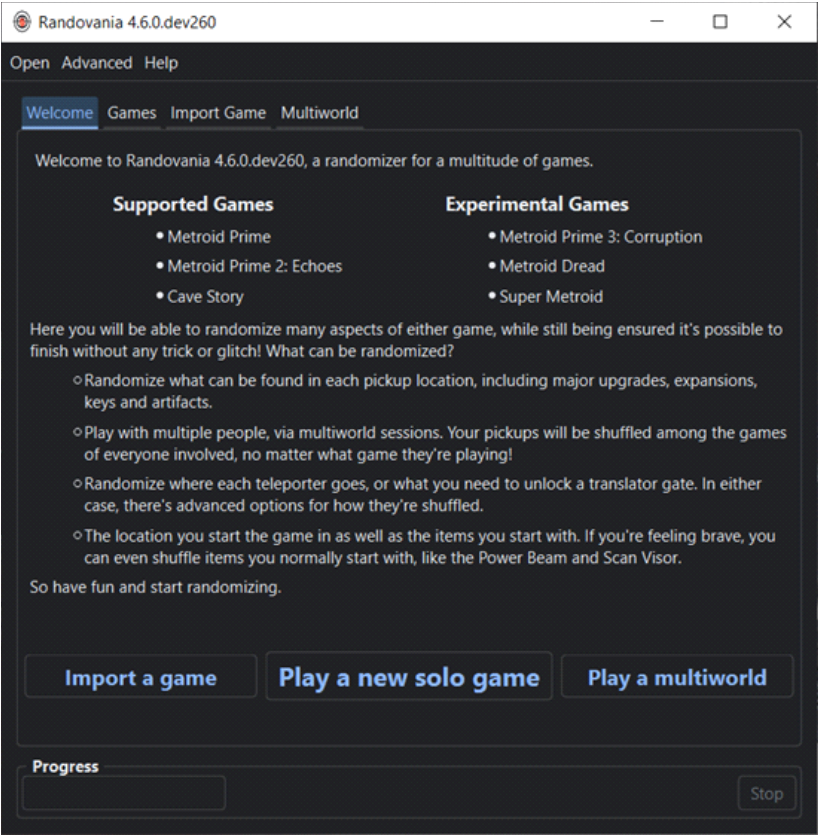 Randovania 4.6.0.dev260
Open Advanced Help
Welcome Games Import Game Multiworld
Welcome to Randovania 4.6.0.dev260, a randomizer for a multitude of games.
Supported Games Experimental Games
• Metroid Prime • Metroid Prime 3: Corruption
• Metroid Prime 2: Echoes • Metroid Dread
• Cave Story • Super Metroid
Here you will be able to randomize many aspects of either game, while still being ensured it's possible to
finish without any trick or glitch! What can be randomized?
○ Randomize what can be found in each pickup location, including major upgrades, expansions,
keys and artifacts.
○ Play with multiple people, via multiworld sessions. Your pickups will be shuffled among the games
of everyone involved, no matter what game they're playing!
○ Randomize where each teleporter goes, or what you need to unlock a translator gate. In either
case, there's advanced options for how they're shuffled.
○ The location you start the game in as well as the items you start with. If you're feeling brave, you
can even shuffle items you normally start with, like the Power Beam and Scan Visor.
So have fun and start randomizing.
Import a game Play a new solo game Play a multiworld
Progress
Stop